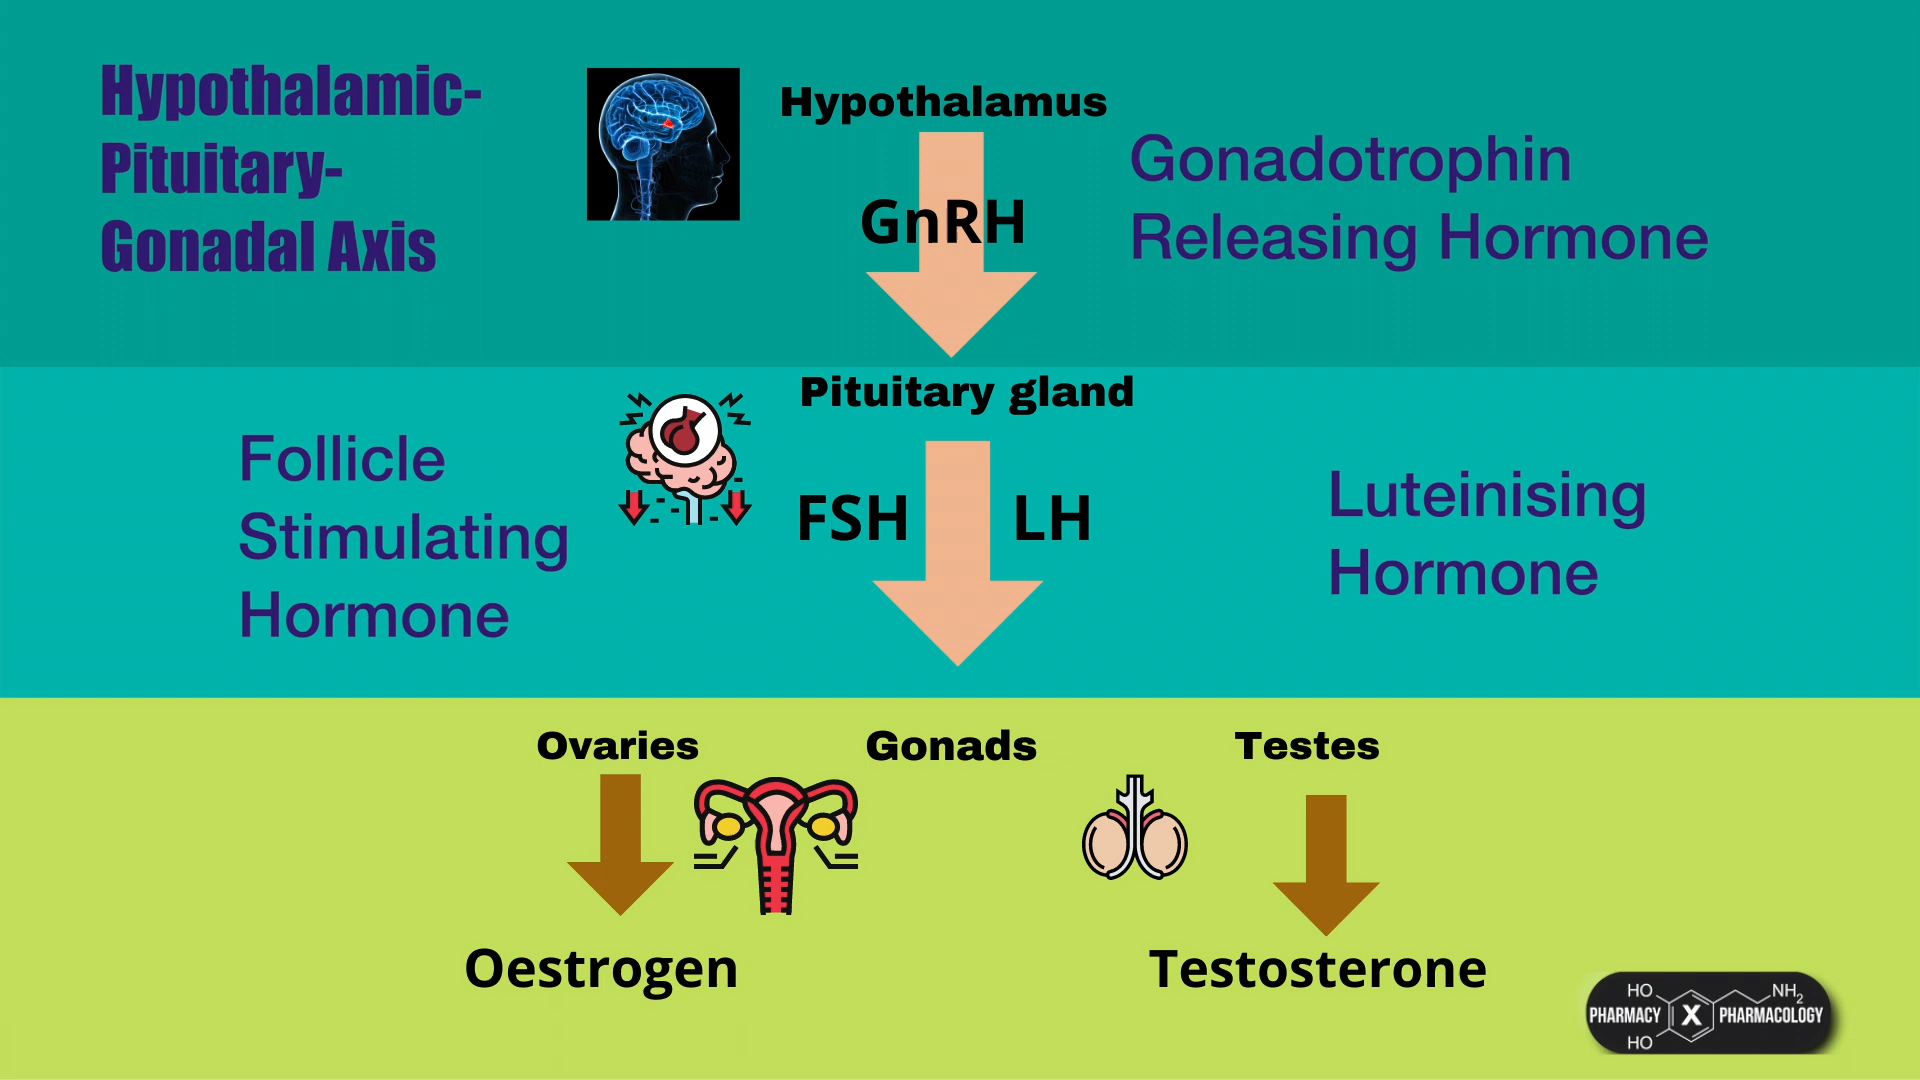 Hypothalamic-
Pituitary-
Gonadal Axis
Hypothalamus
GnRH
Gonadotrophin
Releasing Hormone
Pituitary gland
Follicle
Stimulating
Hormone
FSH
LH
Luteinising
Hormone
Ovaries
Gonads
Testes
Oestrogen
Testosterone
HO
NH2
PHARMACY X PHARMACOLOGY
HO